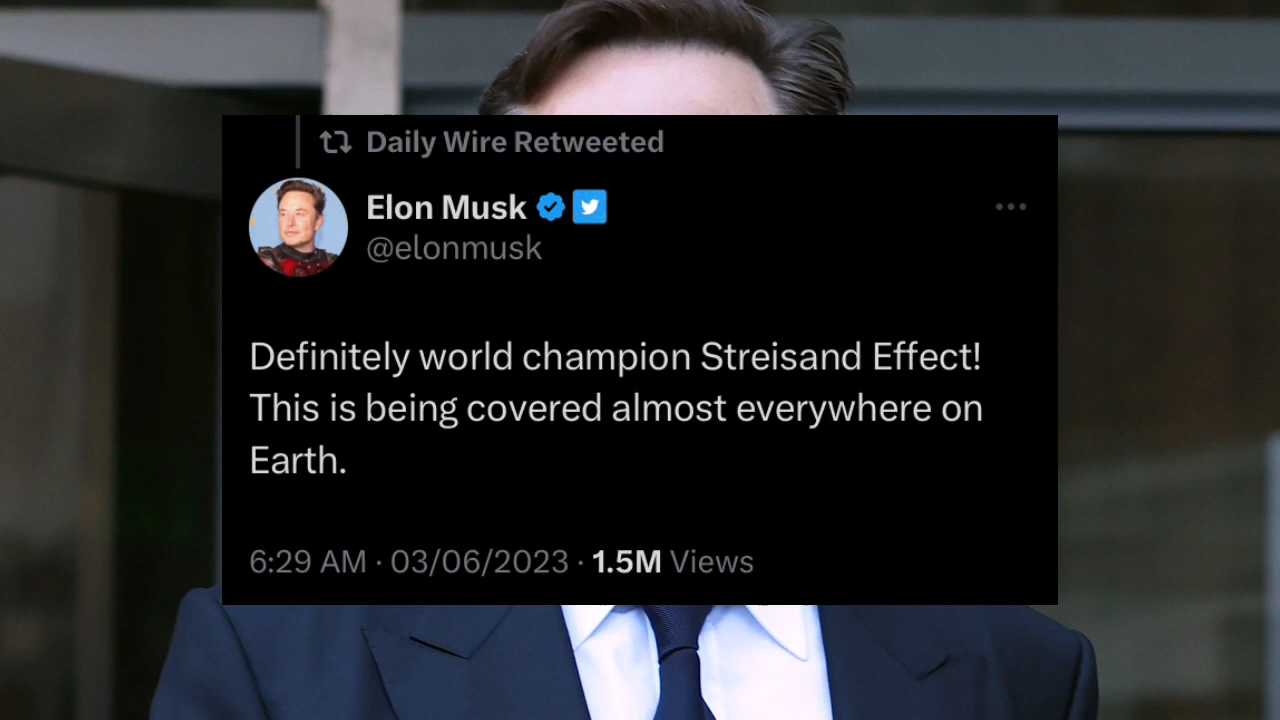 Daily Wire Retweeted
Elon Musk
@elonmusk
Definitely world champion Streisand Effect!
This is being covered almost everywhere on
Earth.
6:29 AM · 03/06/2023 · 1.5M Views